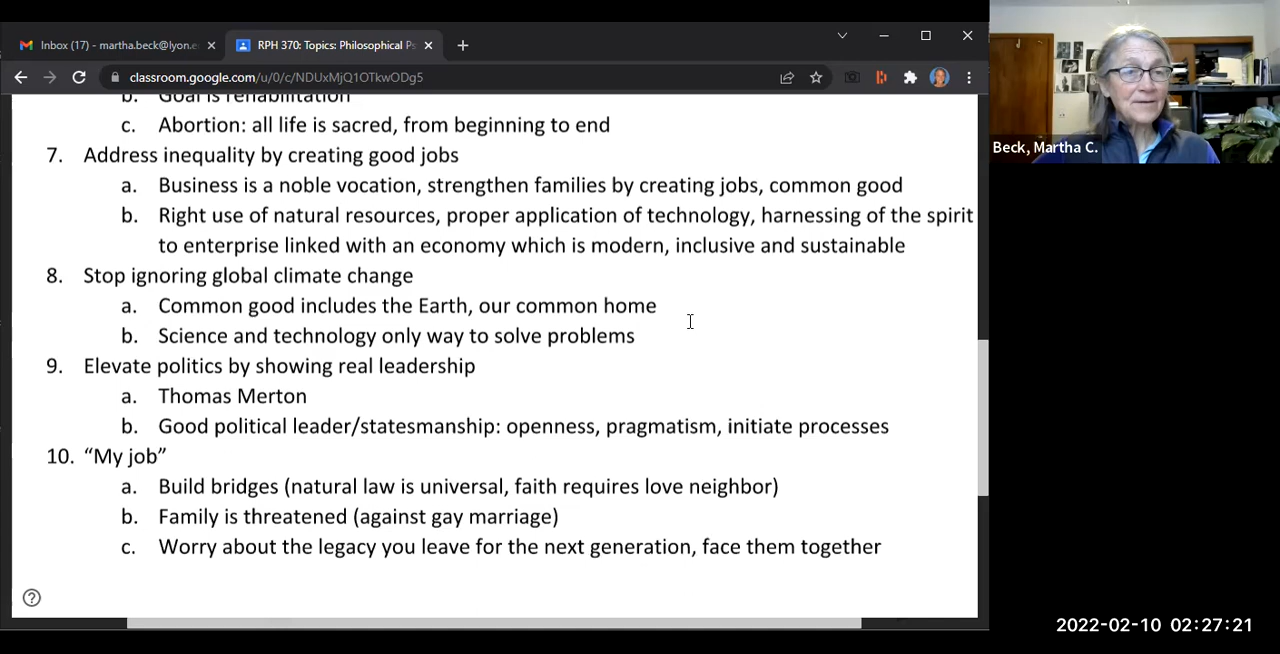 Inbox (17) - martha.beck@lyon.e
RPH 370: Topics: Philosophical Ps
classroom.google.com/u/0/c/NDUxMjQ1OTkwODg5
b. Goal is rehabilitation
c. Abortion: all life is sacred, from beginning to end
7. Address inequality by creating good jobs
a. Business is a noble vocation, strengthen families by creating jobs, common good
b. Right use of natural resources, proper application of technology, harnessing of the spirit
to enterprise linked with an economy which is modern, inclusive and sustainable
8. Stop ignoring global climate change
a. Common good includes the Earth, our common home
b. Science and technology only way to solve problems
9. Elevate politics by showing real leadership
a. Thomas Merton
b. Good political leader/statesmanship: openness, pragmatism, initiate processes
10. “My job”
a. Build bridges (natural law is universal, faith requires love neighbor)
b. Family is threatened (against gay marriage)
c. Worry about the legacy you leave for the next generation, face them together
Beck, Martha C.
2022-02-10 02:27:21